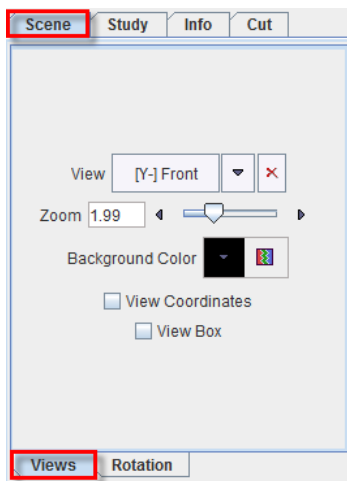 Scene Study Info Cut
View [Y-] Front
Zoom 1.99
Background Color
View Coordinates
View Box
Views Rotation